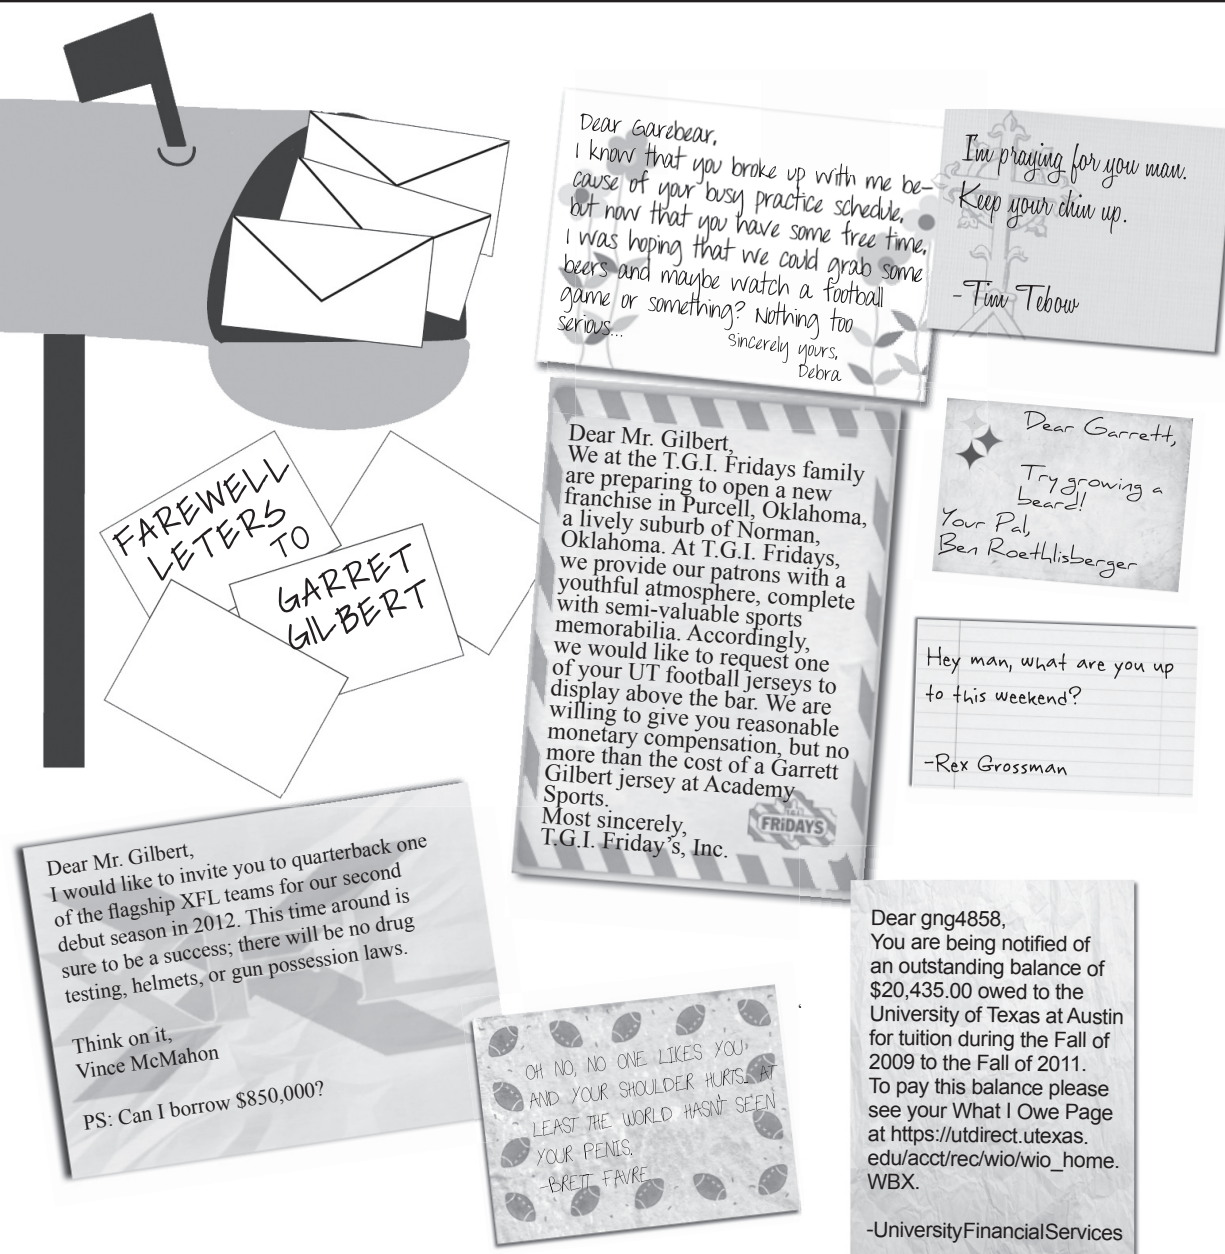 FAREWELL
LETERS
TO
GARRET
GILBERT
Dear Garebear,
I know that you broke up with me be-
cause of your busy practice schedule,
but now that you have some free time,
I was hoping that we could grab some
beers and maybe watch a football
game or something? Nothing too
serious...
Sincerely yours,
Debra
I'm praying for you man.
Keep your chin up.
- Tim Tebow
Dear Mr. Gilbert,
We at the T.G.I. Fridays family
are preparing to open a new
franchise in Purcell, Oklahoma,
a lively suburb of Norman,
Oklahoma. At T.G.I. Fridays,
we provide our patrons with a
youthful atmosphere, complete
with semi-valuable sports
memorabilia. Accordingly,
we would like to request one
of your UT football jerseys to
display above the bar. We are
willing to give you reasonable
monetary compensation, but no
more than the cost of a Garrett
Gilbert jersey at Academy
Sports.
Most sincerely,
T.G.I. Friday's, Inc.
FRiDAYS
Dear Garrett,
Try growing a
beard!
Your Pal,
Ben Roethlisberger
Hey man, what are you up
to this weekend?
-Rex Grossman
Dear Mr. Gilbert,
I would like to invite you to quarterback one
of the flagship XFL teams for our second
debut season in 2012. This time around is
sure to be a success; there will be no drug
testing, helmets, or gun possession laws.
Think on it,
Vince McMahon
PS: Can I borrow $850,000?
OH NO, NO ONE LIKES YOU
AND YOUR SHOULDER HURTS. AT
LEAST THE WORLD HASN'T SEEN
YOUR PENIS.
-BRETT FAVRE
Dear gng4858,
You are being notified of
an outstanding balance of
$20,435.00 owed to the
University of Texas at Austin
for tuition during the Fall of
2009 to the Fall of 2011.
To pay this balance please
see your What I Owe Page
at https://utdirect.utexas.
edu/acct/rec/wio/wio_home.
WBX.
-UniversityFinancialServices